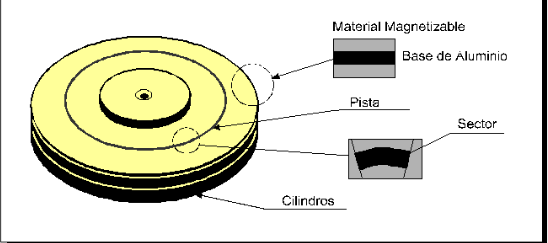 Material Magnetizable
Base de Aluminio
Pista
Sector
Cilindros